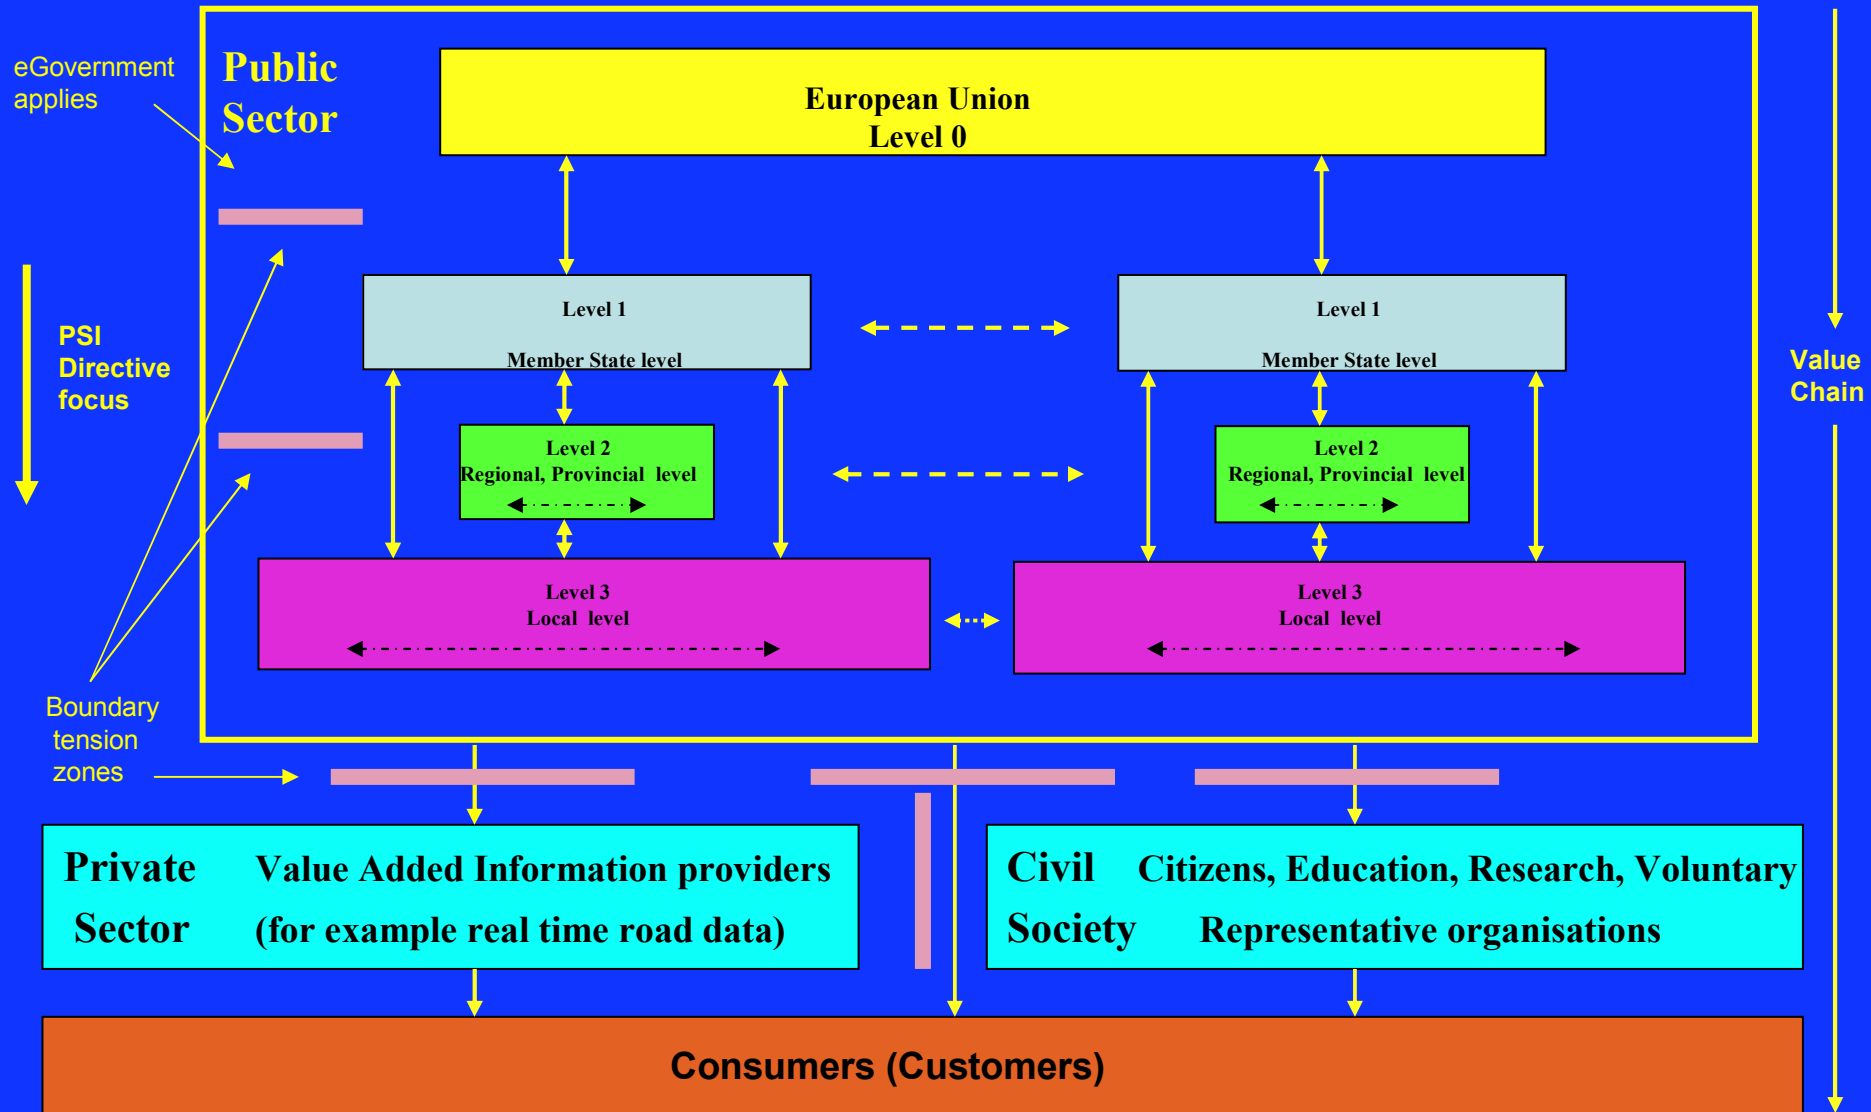 eGovernment
applies
Public
Sector
European Union
Level 0
PSI
Directive
focus
Level 1
Member State level
Level 1
Member State level
Value
Chain
Level 2
Regional, Provincial level
Level 2
Regional, Provincial level
Level 3
Local level
Level 3
Local level
Boundary
tension
zones
Private Value Added Information providers
Sector (for example real time road data)
Civil Citizens, Education, Research, Voluntary
Society Representative organisations
Consumers (Customers)